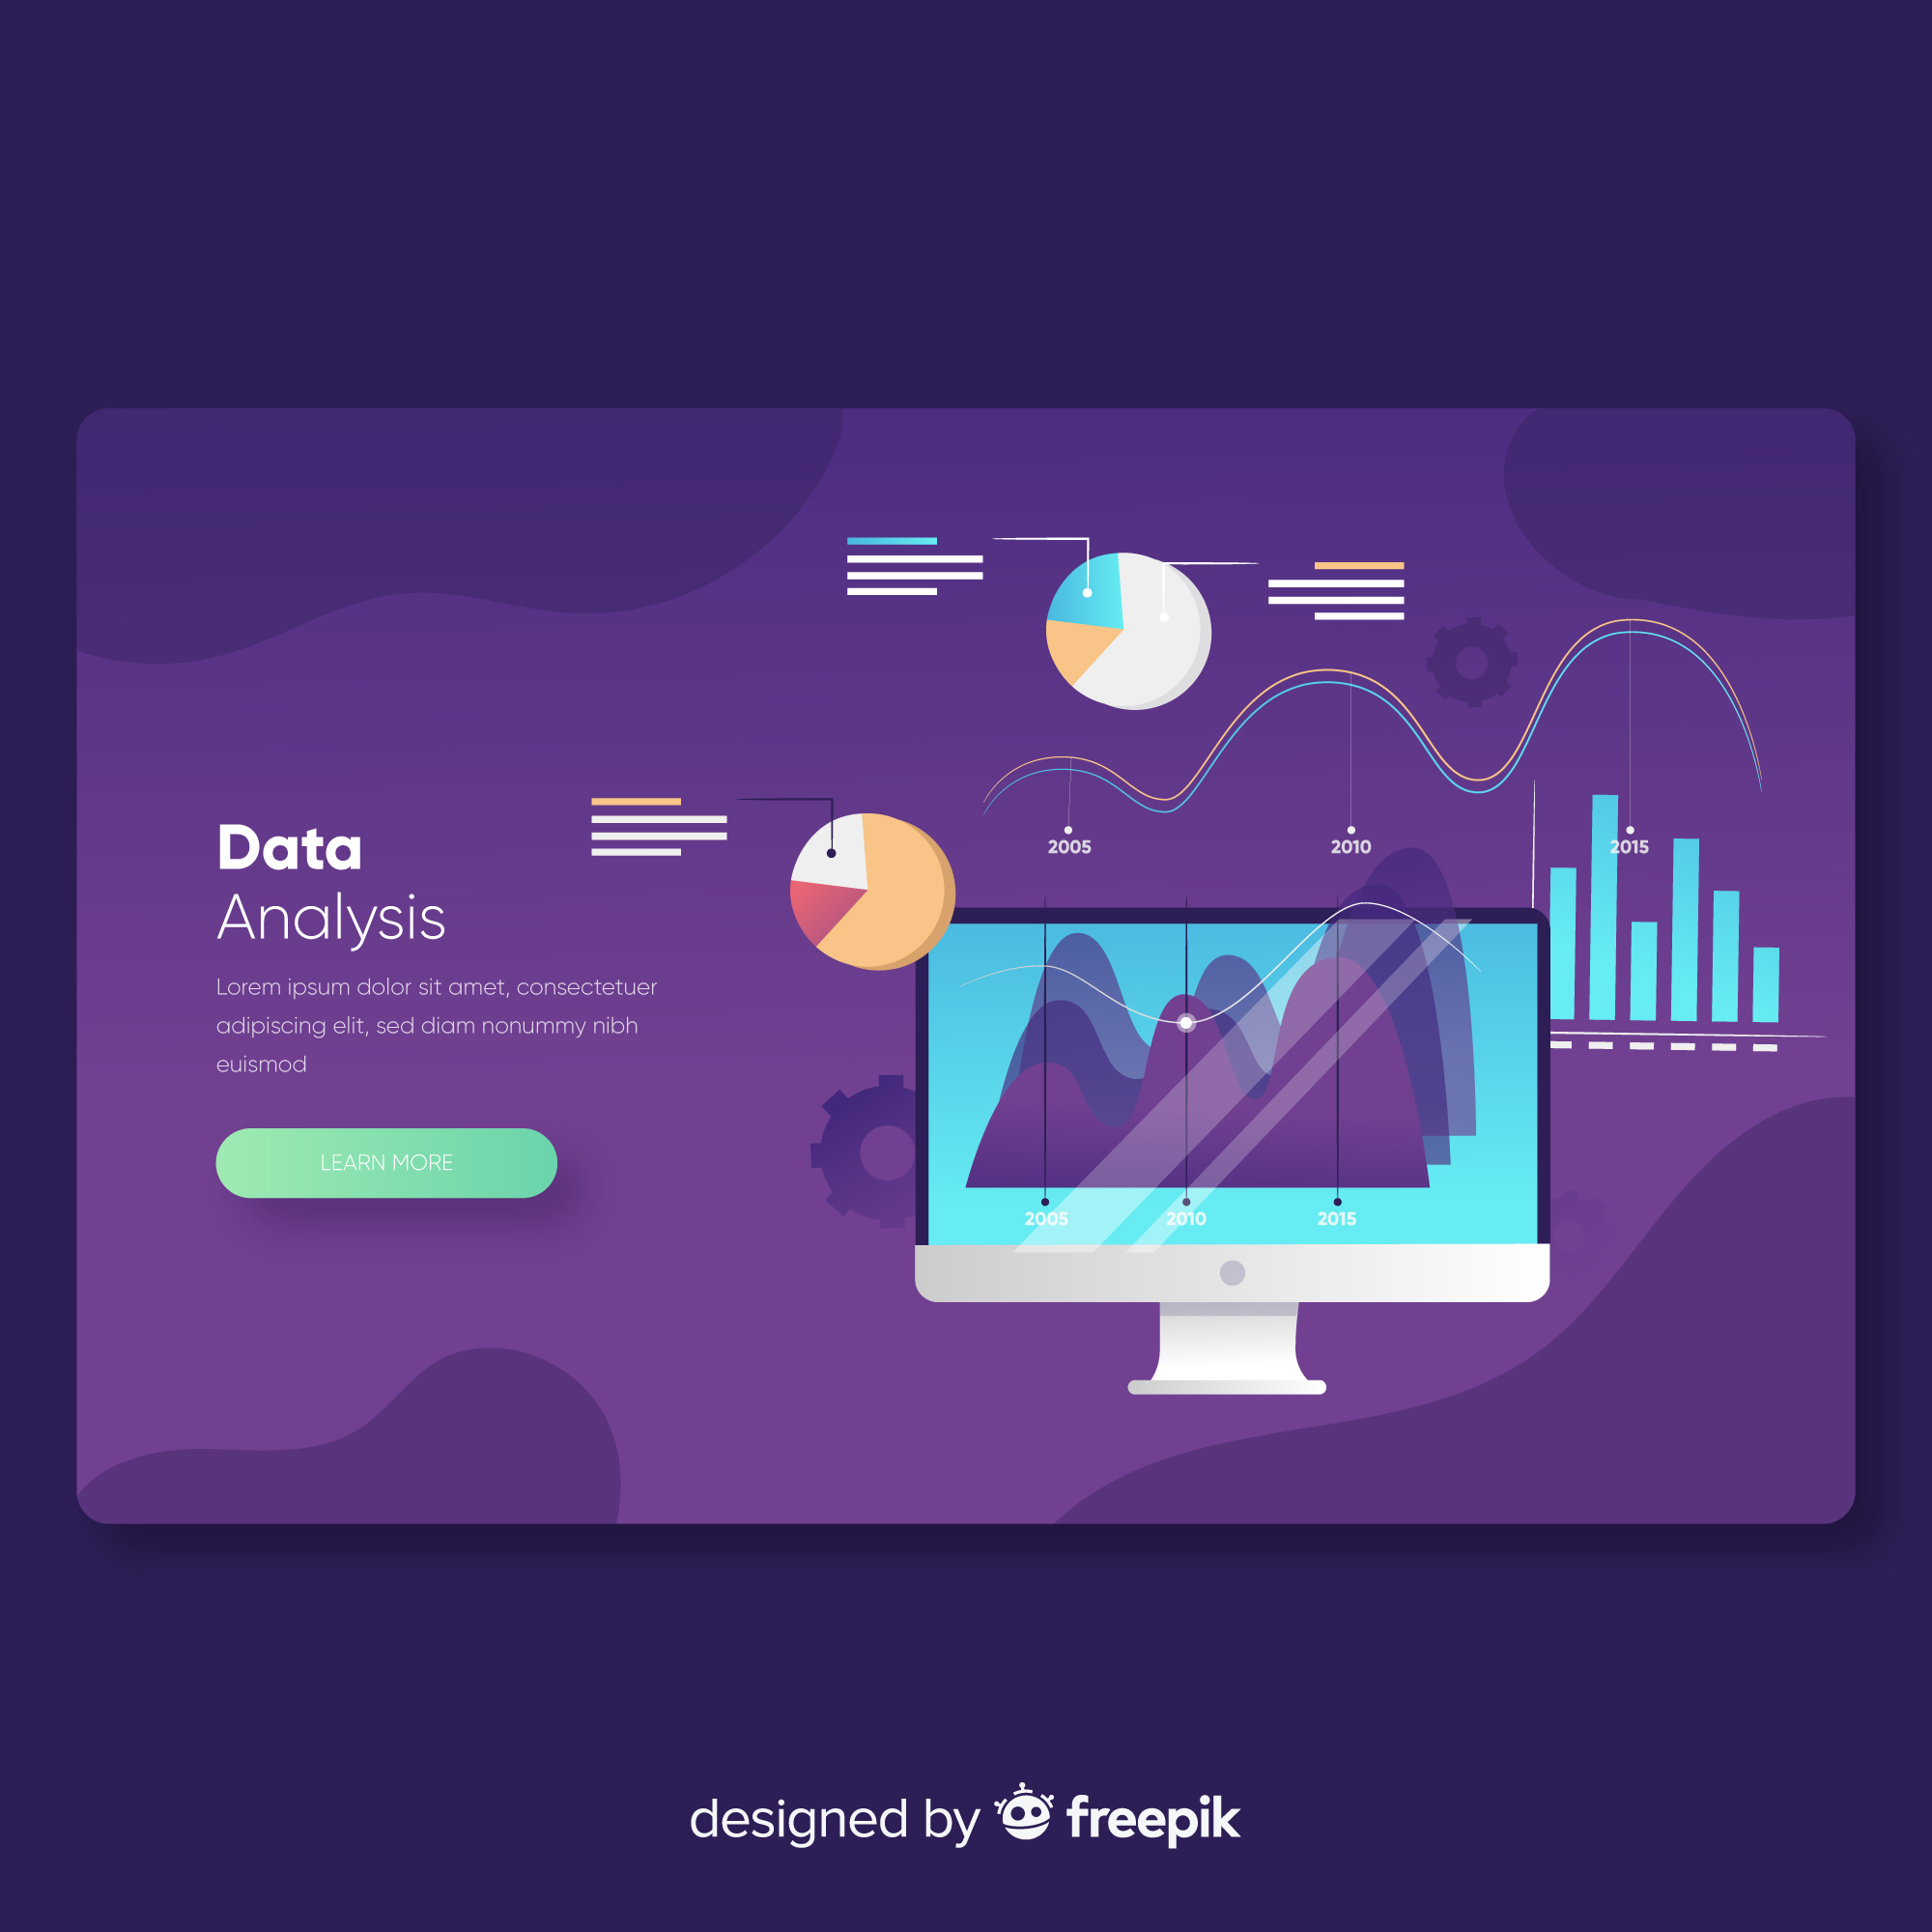 Data
Analysis
Lorem ipsum dolor sit amet, consectetuer
adipiscing elit, sed diam nonummy nibh
euismod
LEARN MORE
2005 2010 2015
2005 2010 2015
designed by freepik